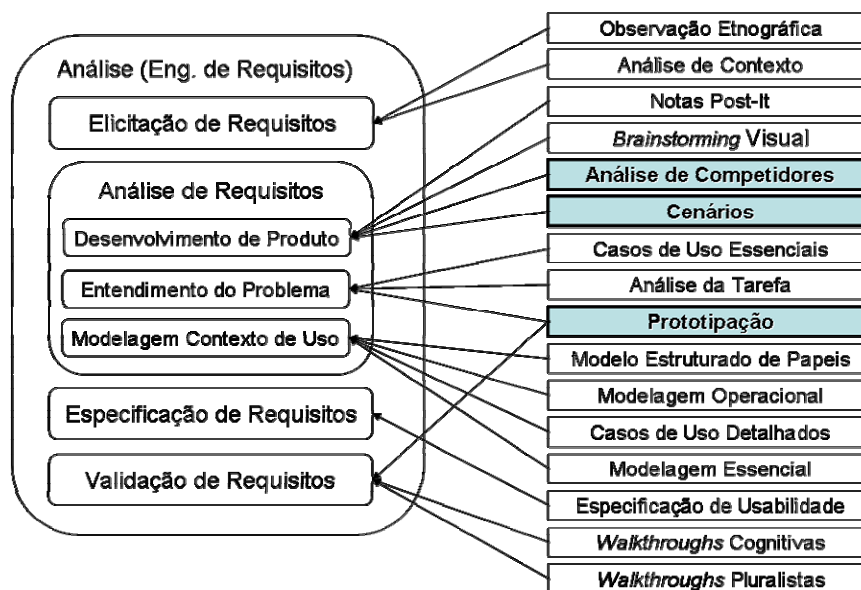 Análise (Eng. de Requisitos)
Elicitação de Requisitos
Análise de Requisitos
Desenvolvimento de Produto
Entendimento do Problema
Modelagem Contexto de Uso
Especificação de Requisitos
Validação de Requisitos
Observação Etnográfica
Análise de Contexto
Notas Post-It
Brainstorming Visual
Análise de Competidores
Cenários
Casos de Uso Essenciais
Análise da Tarefa
Prototipação
Modelo Estruturado de Papeis
Modelagem Operacional
Casos de Uso Detalhados
Modelagem Essencial
Especificação de Usabilidade
Walkthroughs Cognitivas
Walkthroughs Pluralistas